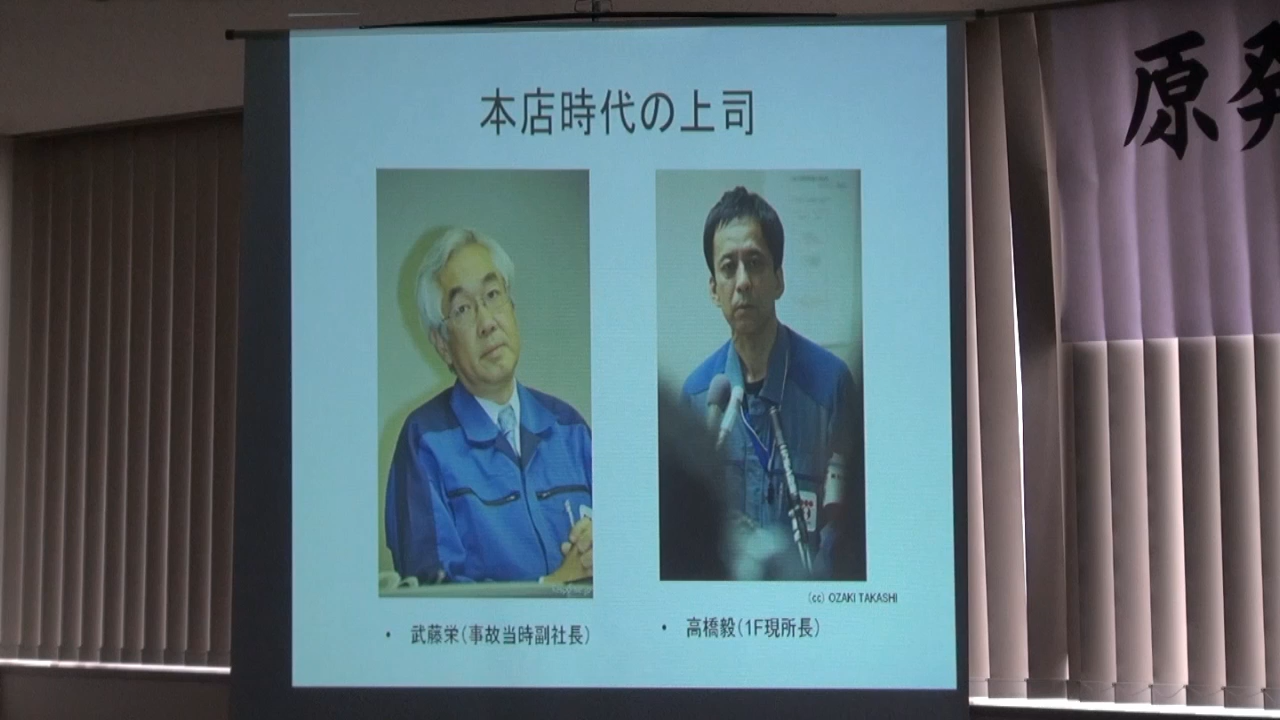 本店時代の上司
原発
(cc) OZAKI TAKASHI
・ 武藤栄(事故当時副社長)
・ 高橋毅(1F現所長)